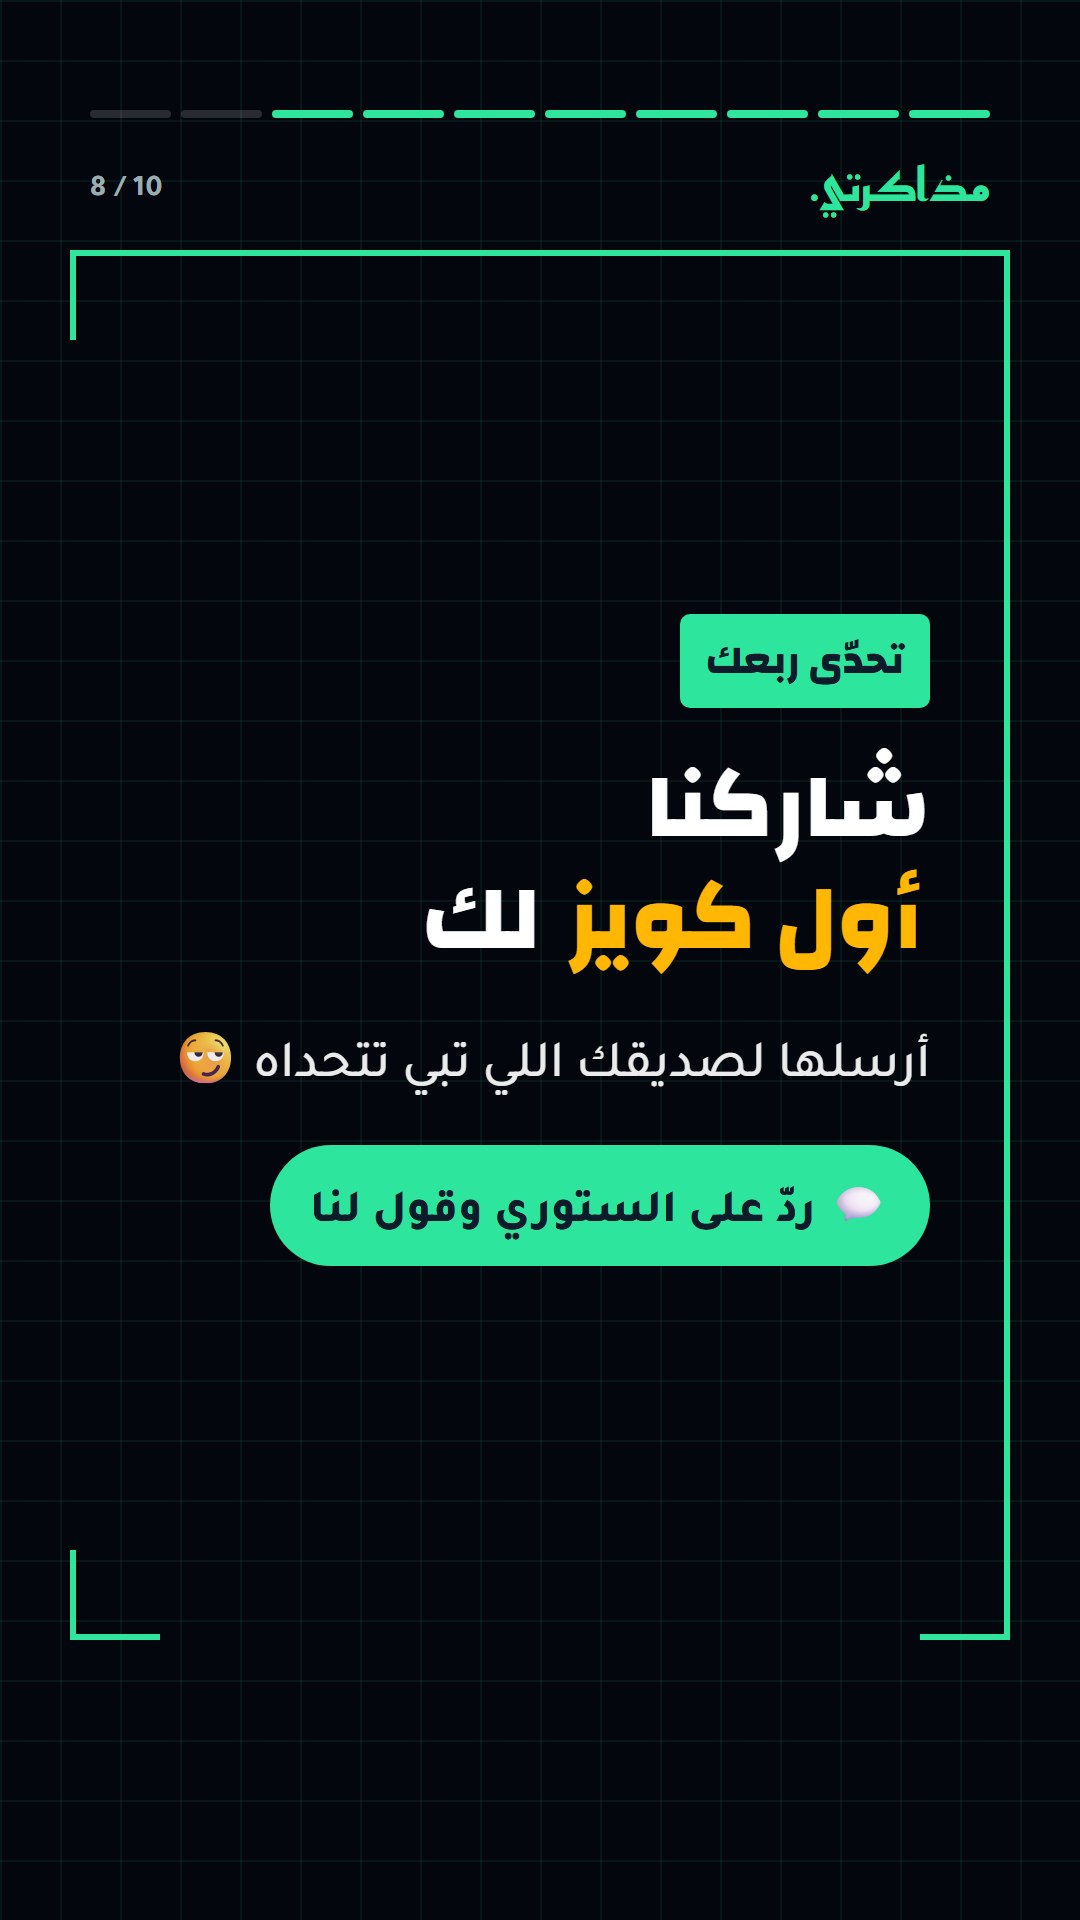 مذاكرتي.
8 / 10
تحدّى ربعك
شاركنا
أول كويز لك
أرسلها لصديقك اللي تبي تتحداه 😏
💬 ردّ على الستوري وقول لنا